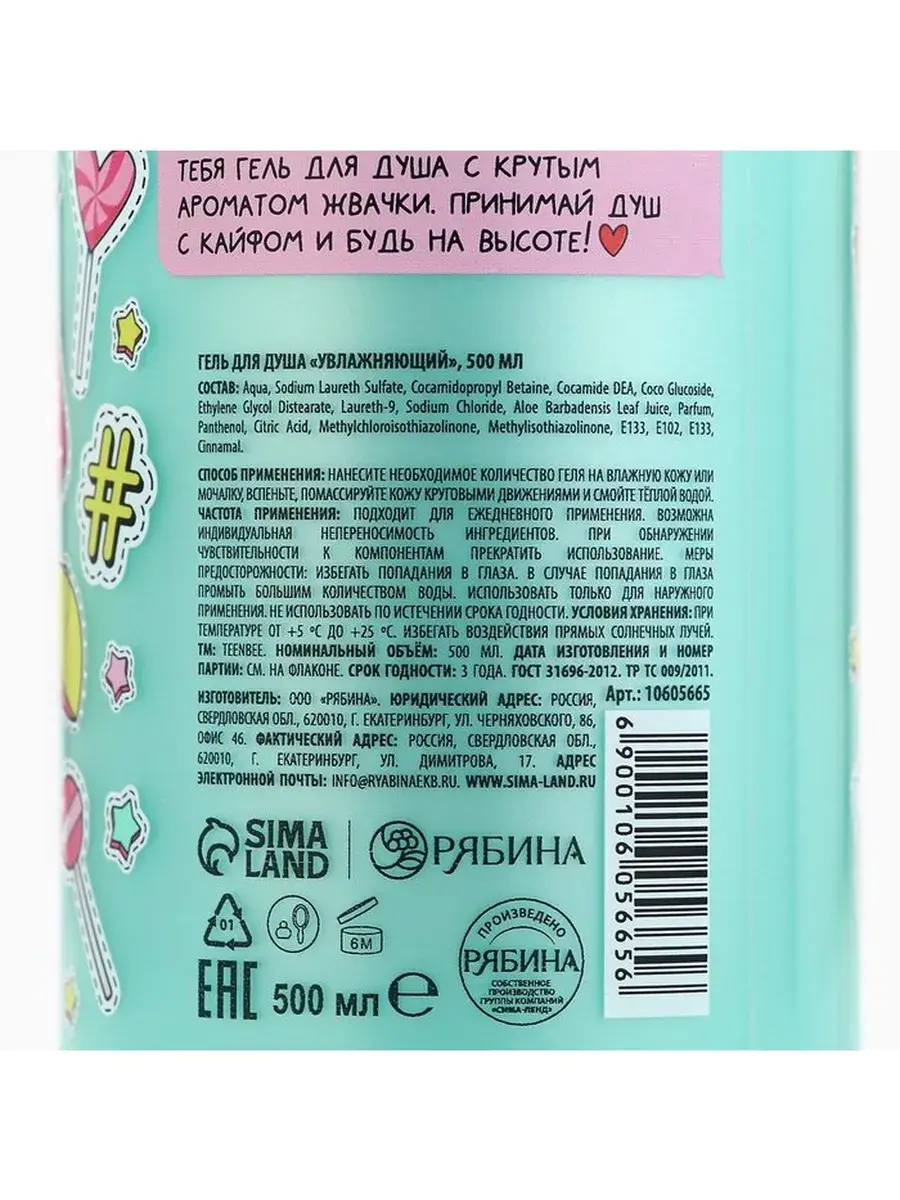 ТЕБЯ ГЕЛЬ ДЛЯ ДУША С КРУТЫМ
АРОМАТОМ ЖВАЧКИ. ПРИНИМАЙ ДУШ
С КАЙФОМ И БУДЬ НА ВЫСОТЕ!
ГЕЛЬ ДЛЯ ДУША «УВЛАЖНЯЮЩИЙ», 500 МЛ
СОСТАВ: Aqua, Sodium Laureth Sulfate, Cocamidopropyl Betaine, Cocamide DEA, Coco Glucoside,
Ethylene Glycol Distearate, Laureth-9, Sodium Chloride, Aloe Barbadensis Leaf Juice, Parfum,
Panthenol, Citric Acid, Methylchloroisothiazolinone, Methylisothiazolinone, E133, E102, E133,
Cinnamal.
СПОСОБ ПРИМЕНЕНИЯ: НАНЕСИТЕ НЕОБХОДИМОЕ КОЛИЧЕСТВО ГЕЛЯ НА ВЛАЖНУЮ КОЖУ ИЛИ
МОЧАЛКУ, ВСПЕНЬТЕ, ПОМАССИРУЙТЕ КОЖУ КРУГОВЫМИ ДВИЖЕНИЯМИ И СМОЙТЕ ТЁПЛОЙ ВОДОЙ.
ЧАСТОТА ПРИМЕНЕНИЯ: ПОДХОДИТ ДЛЯ ЕЖЕДНЕВНОГО ПРИМЕНЕНИЯ. ВОЗМОЖНА
ИНДИВИДУАЛЬНАЯ НЕПЕРЕНОСИМОСТЬ ИНГРЕДИЕНТОВ. ПРИ ОБНАРУЖЕНИИ
ЧУВСТВИТЕЛЬНОСТИ К КОМПОНЕНТАМ ПРЕКРАТИТЬ ИСПОЛЬЗОВАНИЕ. МЕРЫ
ПРЕДОСТОРОЖНОСТИ: ИЗБЕГАТЬ ПОПАДАНИЯ В ГЛАЗА. В СЛУЧАЕ ПОПАДАНИЯ В ГЛАЗА
ПРОМЫТЬ БОЛЬШИМ КОЛИЧЕСТВОМ ВОДЫ. ИСПОЛЬЗОВАТЬ ТОЛЬКО ДЛЯ НАРУЖНОГО
ПРИМЕНЕНИЯ. НЕ ИСПОЛЬЗОВАТЬ ПО ИСТЕЧЕНИИ СРОКА ГОДНОСТИ. УСЛОВИЯ ХРАНЕНИЯ: ПРИ
ТЕМПЕРАТУРЕ ОТ +5 °С ДО +25 °С. ИЗБЕГАТЬ ВОЗДЕЙСТВИЯ ПРЯМЫХ СОЛНЕЧНЫХ ЛУЧЕЙ.
ТМ: TEENBEE. НОМИНАЛЬНЫЙ ОБЪЁМ: 500 МЛ. ДАТА ИЗГОТОВЛЕНИЯ И НОМЕР
ПАРТИИ: СМ. НА ФЛАКОНЕ. СРОК ГОДНОСТИ: 3 ГОДА. ГОСТ 31696-2012. ТР ТС 009/2011.
ИЗГОТОВИТЕЛЬ: ООО «РЯБИНА». ЮРИДИЧЕСКИЙ АДРЕС: РОССИЯ,
СВЕРДЛОВСКАЯ ОБЛ., 620010, Г. ЕКАТЕРИНБУРГ, УЛ. ЧЕРНЯХОВСКОГО, 86,
ОФИС 46. ФАКТИЧЕСКИЙ АДРЕС: РОССИЯ, СВЕРДЛОВСКАЯ ОБЛ.,
620010, Г. ЕКАТЕРИНБУРГ, УЛ. ДИМИТРОВА, 17. АДРЕС
ЭЛЕКТРОННОЙ ПОЧТЫ: INFO@RYABINAEKB.RU. WWW.SIMA-LAND.RU
Арт.: 10605665
6900106056656
SIMA
LAND
РЯБИНА
01
6М
ЕАС 500 мл е
ПРОИЗВЕДЕНО
РЯБИНА
СОБСТВЕННОЕ
ПРОИЗВОДСТВО
ГРУППЫ КОМПАНИЙ
«СИМА-ЛЕНД»
#